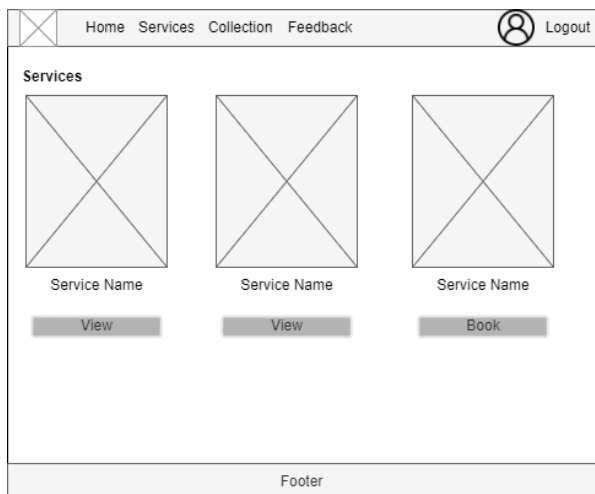 Home Services Collection Feedback Logout
Services
Service Name Service Name Service Name
View View Book
Footer